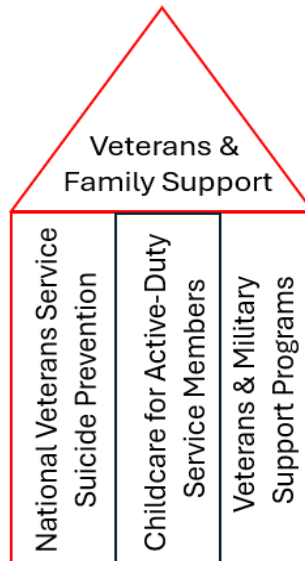 Veterans &
Family Support
National Veterans Service
Suicide Prevention
Childcare for Active-Duty
Service Members
Veterans & Military
Support Programs